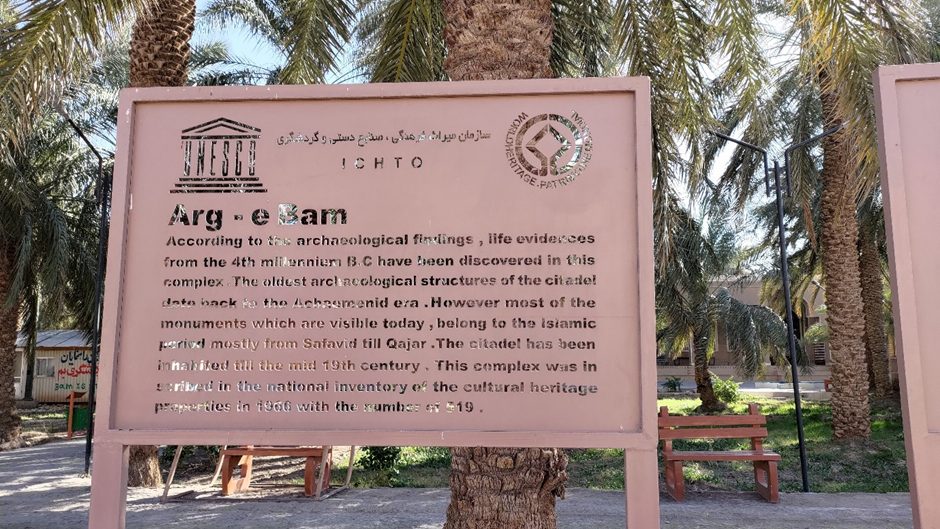 UNESCO
سازمان میراث فرهنگی ، صنایع دستی و گردشگری
ICHTO
WORLD HERITAGE . PATRIMOINE MONDIAL
Arg - e Bam
According to the archaeological findings , life evidences
from the 4th millennium B.C have been discovered in this
complex . The oldest archaeological structures of the citadel
date back to the Achaemenid era . However most of the
monuments which are visible today , belong to the Islamic
period mostly from Safavid till Qajar . The citadel has been
inhabited till the mid 19th century . This complex was in
scribed in the national inventory of the cultural heritage
properties in 1966 with the number of 519 .